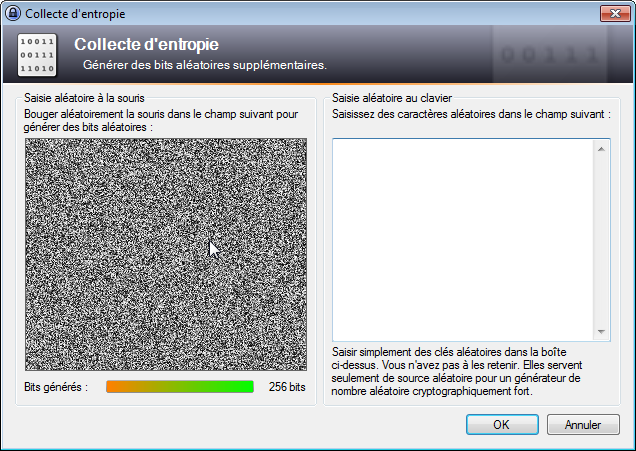 Collecte d'entropie
10011
00111
11010
Collecte d'entropie
Générer des bits aléatoires supplémentaires.
00111
Saisie aléatoire à la souris
Bouger aléatoirement la souris dans le champ suivant pour
générer des bits aléatoires :
Bits générés :
256 bits
Saisie aléatoire au clavier
Saisissez des caractères aléatoires dans le champ suivant :
Saisir simplement des clés aléatoires dans la boîte
ci-dessus. Vous n'avez pas à les retenir. Elles servent
seulement de source aléatoire pour un générateur de
nombre aléatoire cryptographiquement fort.
OK
Annuler